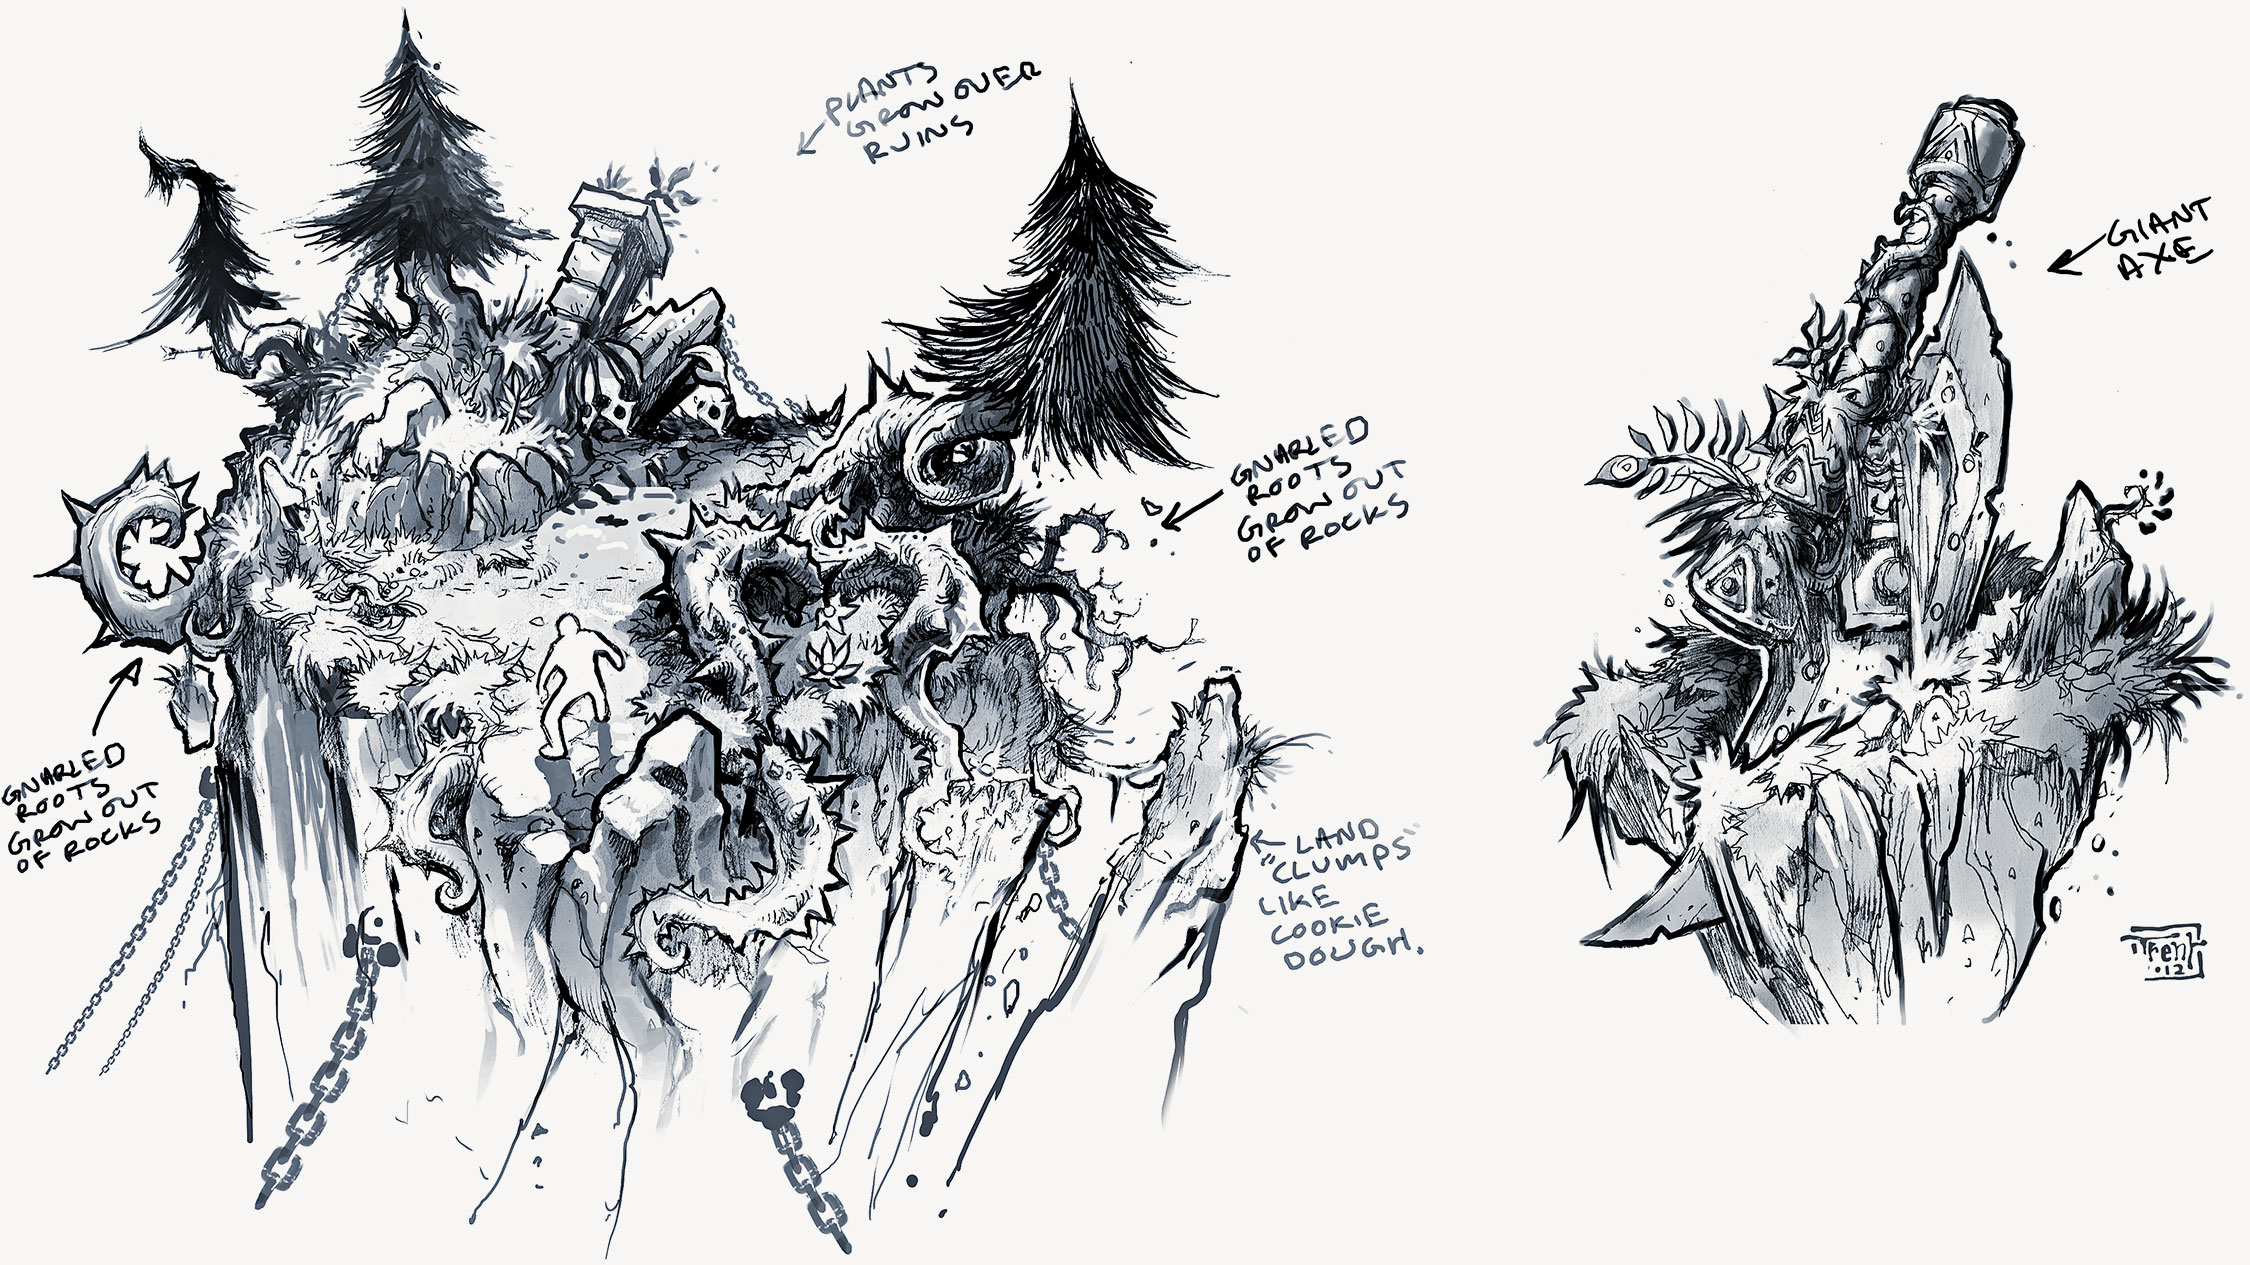 PLANTS
GROW OVER
RUINS
GIANT
AXE
GNARLED
ROOTS
GROW OUT
OF ROCKS
GNARLED
ROOTS
GROW OUT
OF ROCKS
LAND
"CLUMPS"
LIKE
COOKIE
DOUGH.
Trent
.12